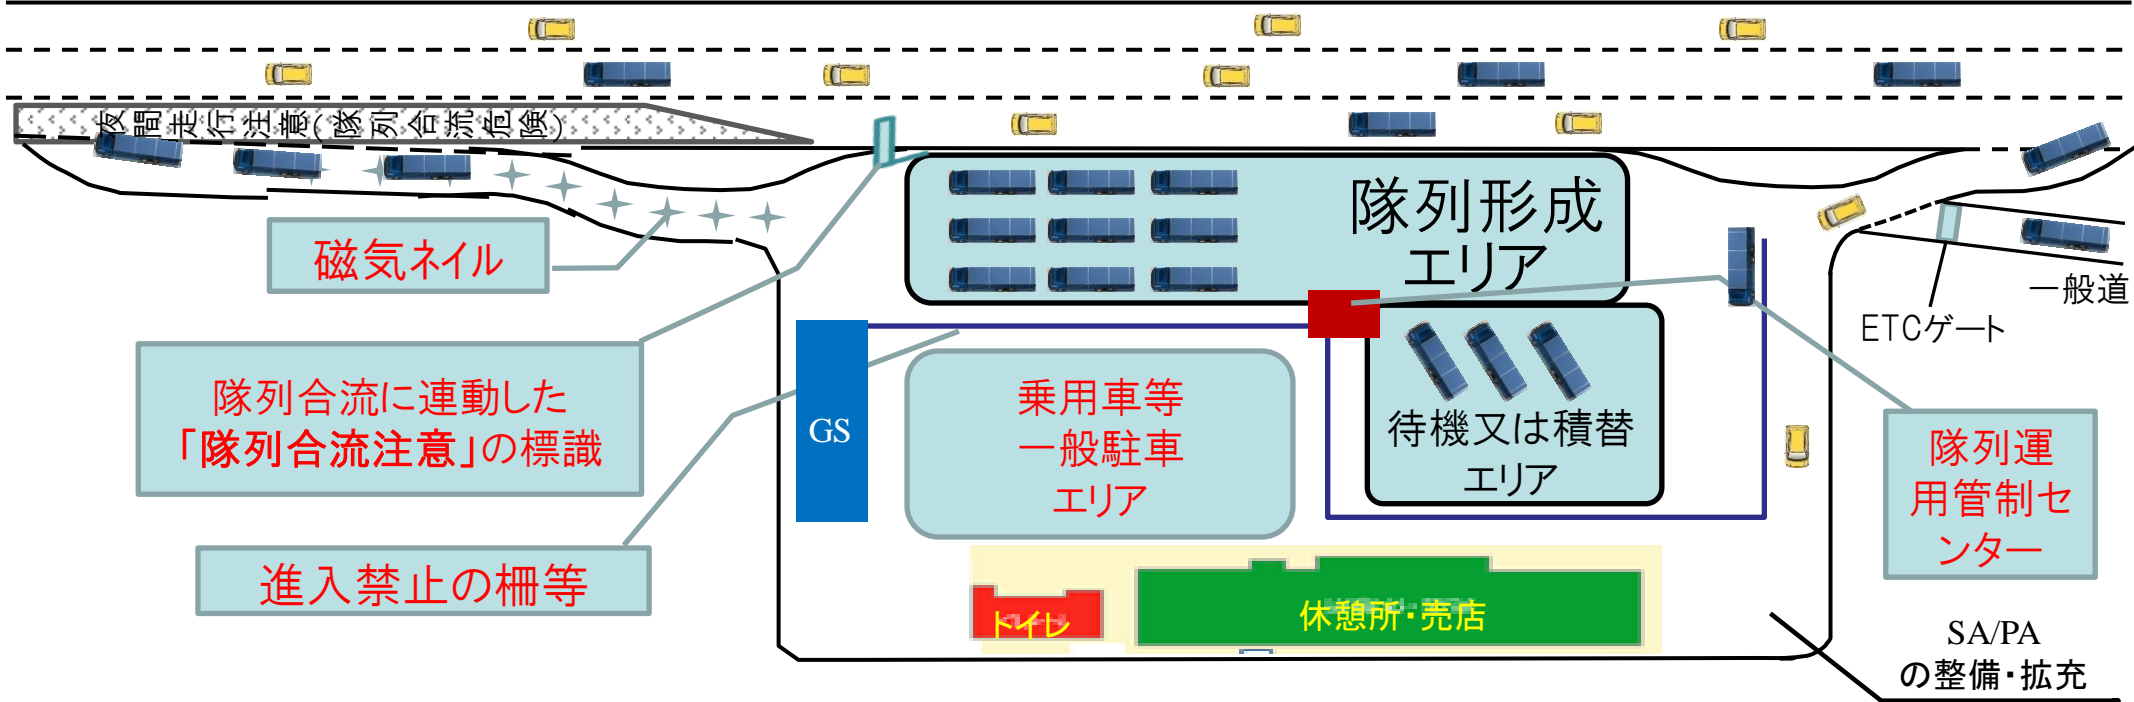 夜間走行注意(隊列合流危険)
磁気ネイル
隊列合流に連動した
「隊列合流注意」の標識
進入禁止の柵等
GS
隊列形成
エリア
乗用車等
一般駐車
エリア
待機又は積替
エリア
トイレ
休憩所・売店
一般道
ETCゲート
隊列運
用管制セ
ンター
SA/PA
の整備・拡充